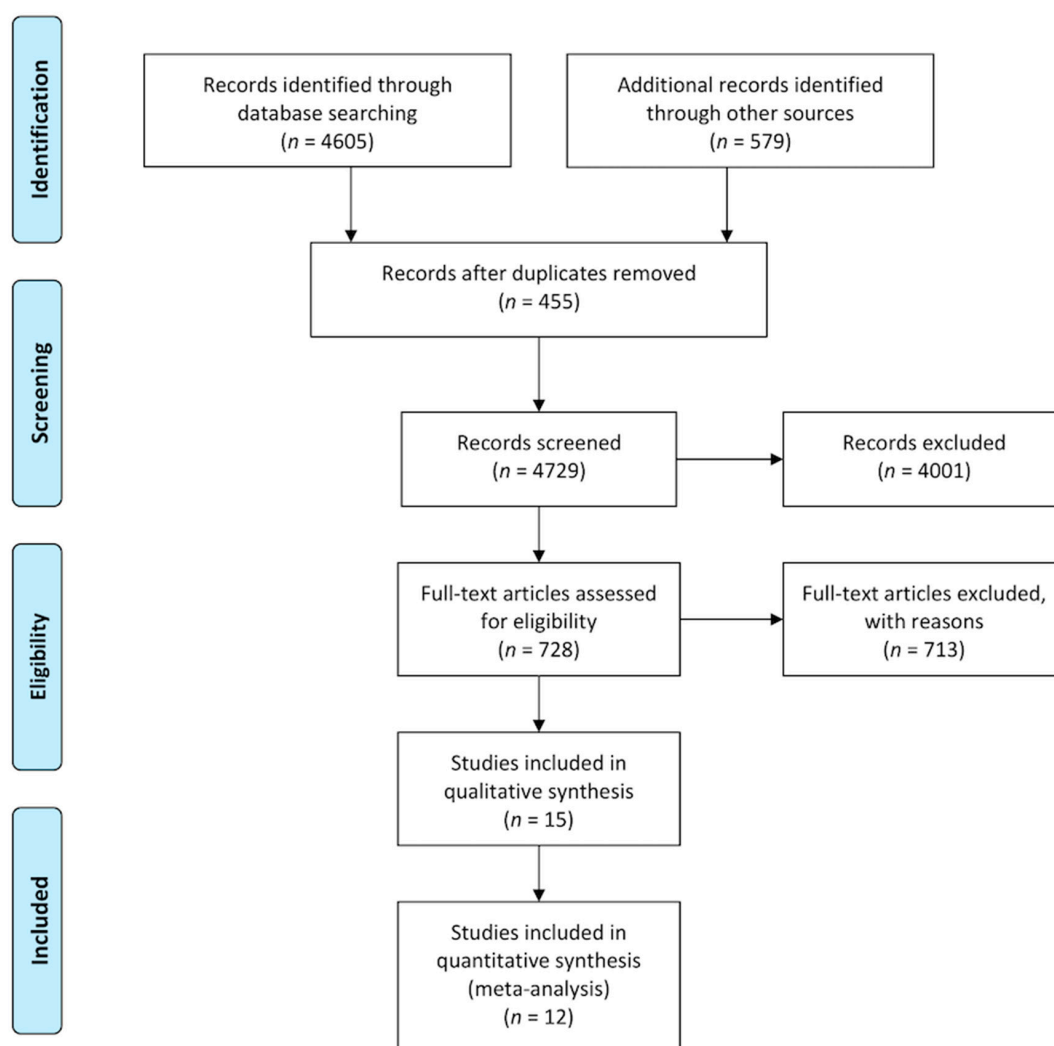 Identification
Records identified through
database searching
(n = 4605)
Additional records identified
through other sources
(n = 579)
Records after duplicates removed
(n = 455)
Screening
Records screened
(n = 4729)
Records excluded
(n = 4001)
Eligibility
Full-text articles assessed
for eligibility
(n = 728)
Full-text articles excluded,
with reasons
(n = 713)
Studies included in
qualitative synthesis
(n = 15)
Included
Studies included in
quantitative synthesis
(meta-analysis)
(n = 12)